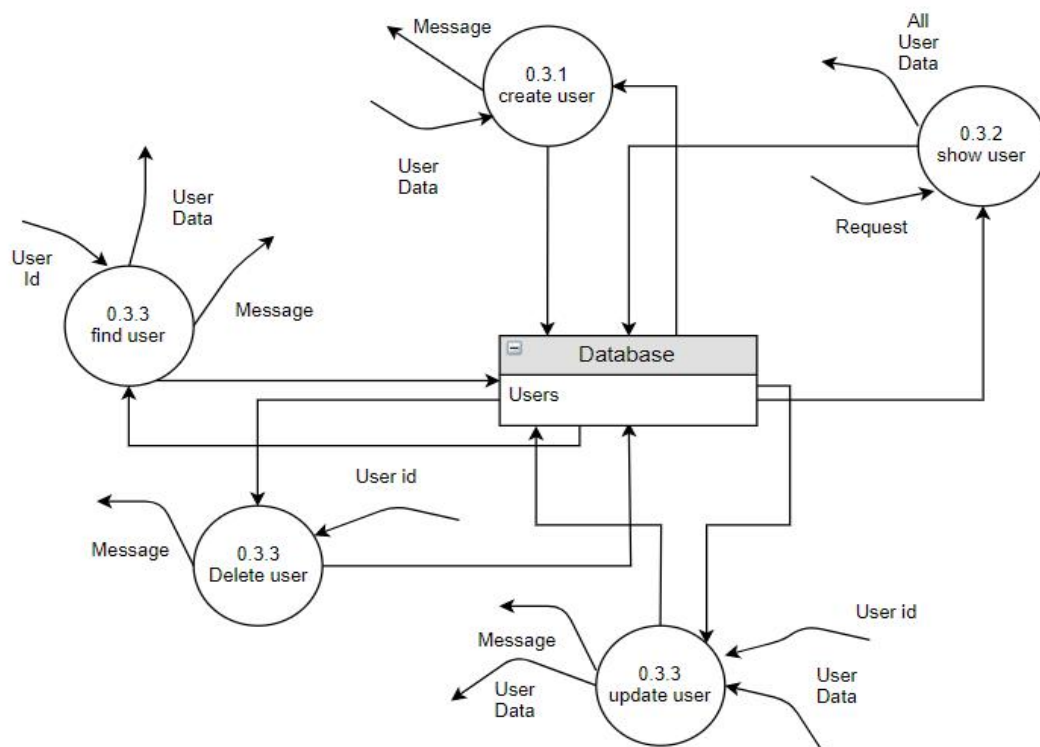 Message
0.3.1
create user
User
Data
All
User
Data
0.3.2
show user
Request
User
Data
User
Id
0.3.3
find user
Message
Database
Users
User id
Message
0.3.3
Delete user
User id
Message
User
Data
0.3.3
update user
User
Data